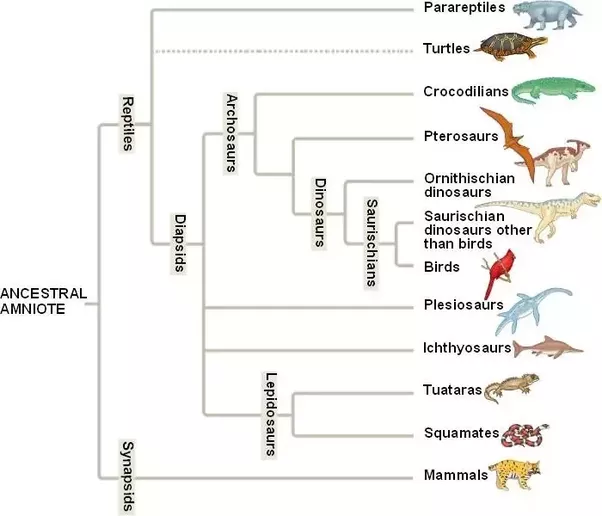 Parareptiles
Turtles
Crocodilians
Pterosaurs
Ornithischian
dinosaurs
Saurischian
dinosaurs other
than birds
Birds
Plesiosaurs
Ichthyosaurs
Tuataras
Squamates
Mammals
Reptiles
Archosaurs
Dinosaurs
Saurischians
Diapsids
ANCESTRAL
AMNIOTE
Lepidosaurs
Synapsids